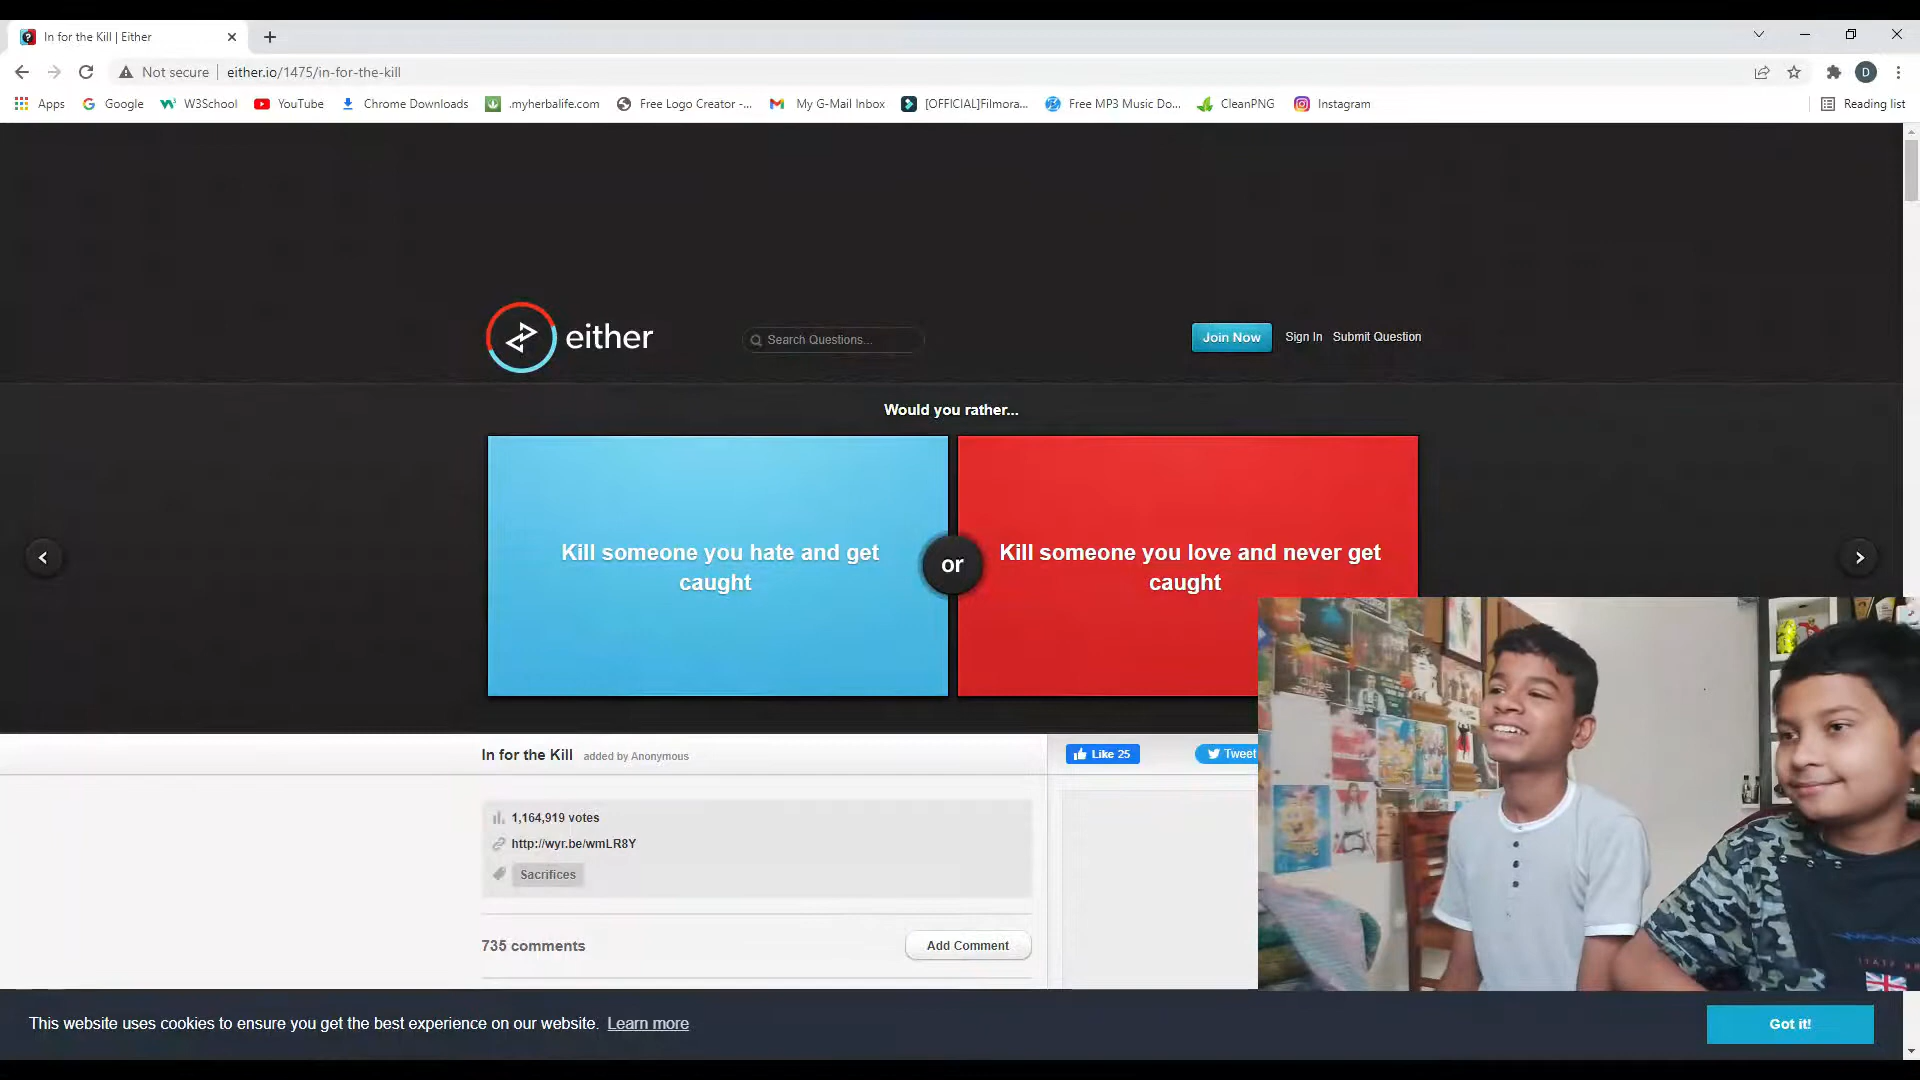 In for the Kill | Either
Not secure
either.io/1475/in-for-the-kill
Apps
Google
W3School
YouTube
Chrome Downloads
.myherbalife.com
Free Logo Creator -...
My G-Mail Inbox
[OFFICIAL]Filmora...
Free MP3 Music Do...
CleanPNG
Instagram
Reading list
either
Search Questions...
Join Now
Sign In
Submit Question
Would you rather...
Kill someone you hate and get
caught
or
Kill someone you love and never get
caught
In for the Kill added by Anonymous
Like 25
Tweet
1,164,919 votes
http://wyr.be/wmLR8Y
Sacrifices
735 comments
Add Comment
This website uses cookies to ensure you get the best experience on our website. Learn more
Got it!